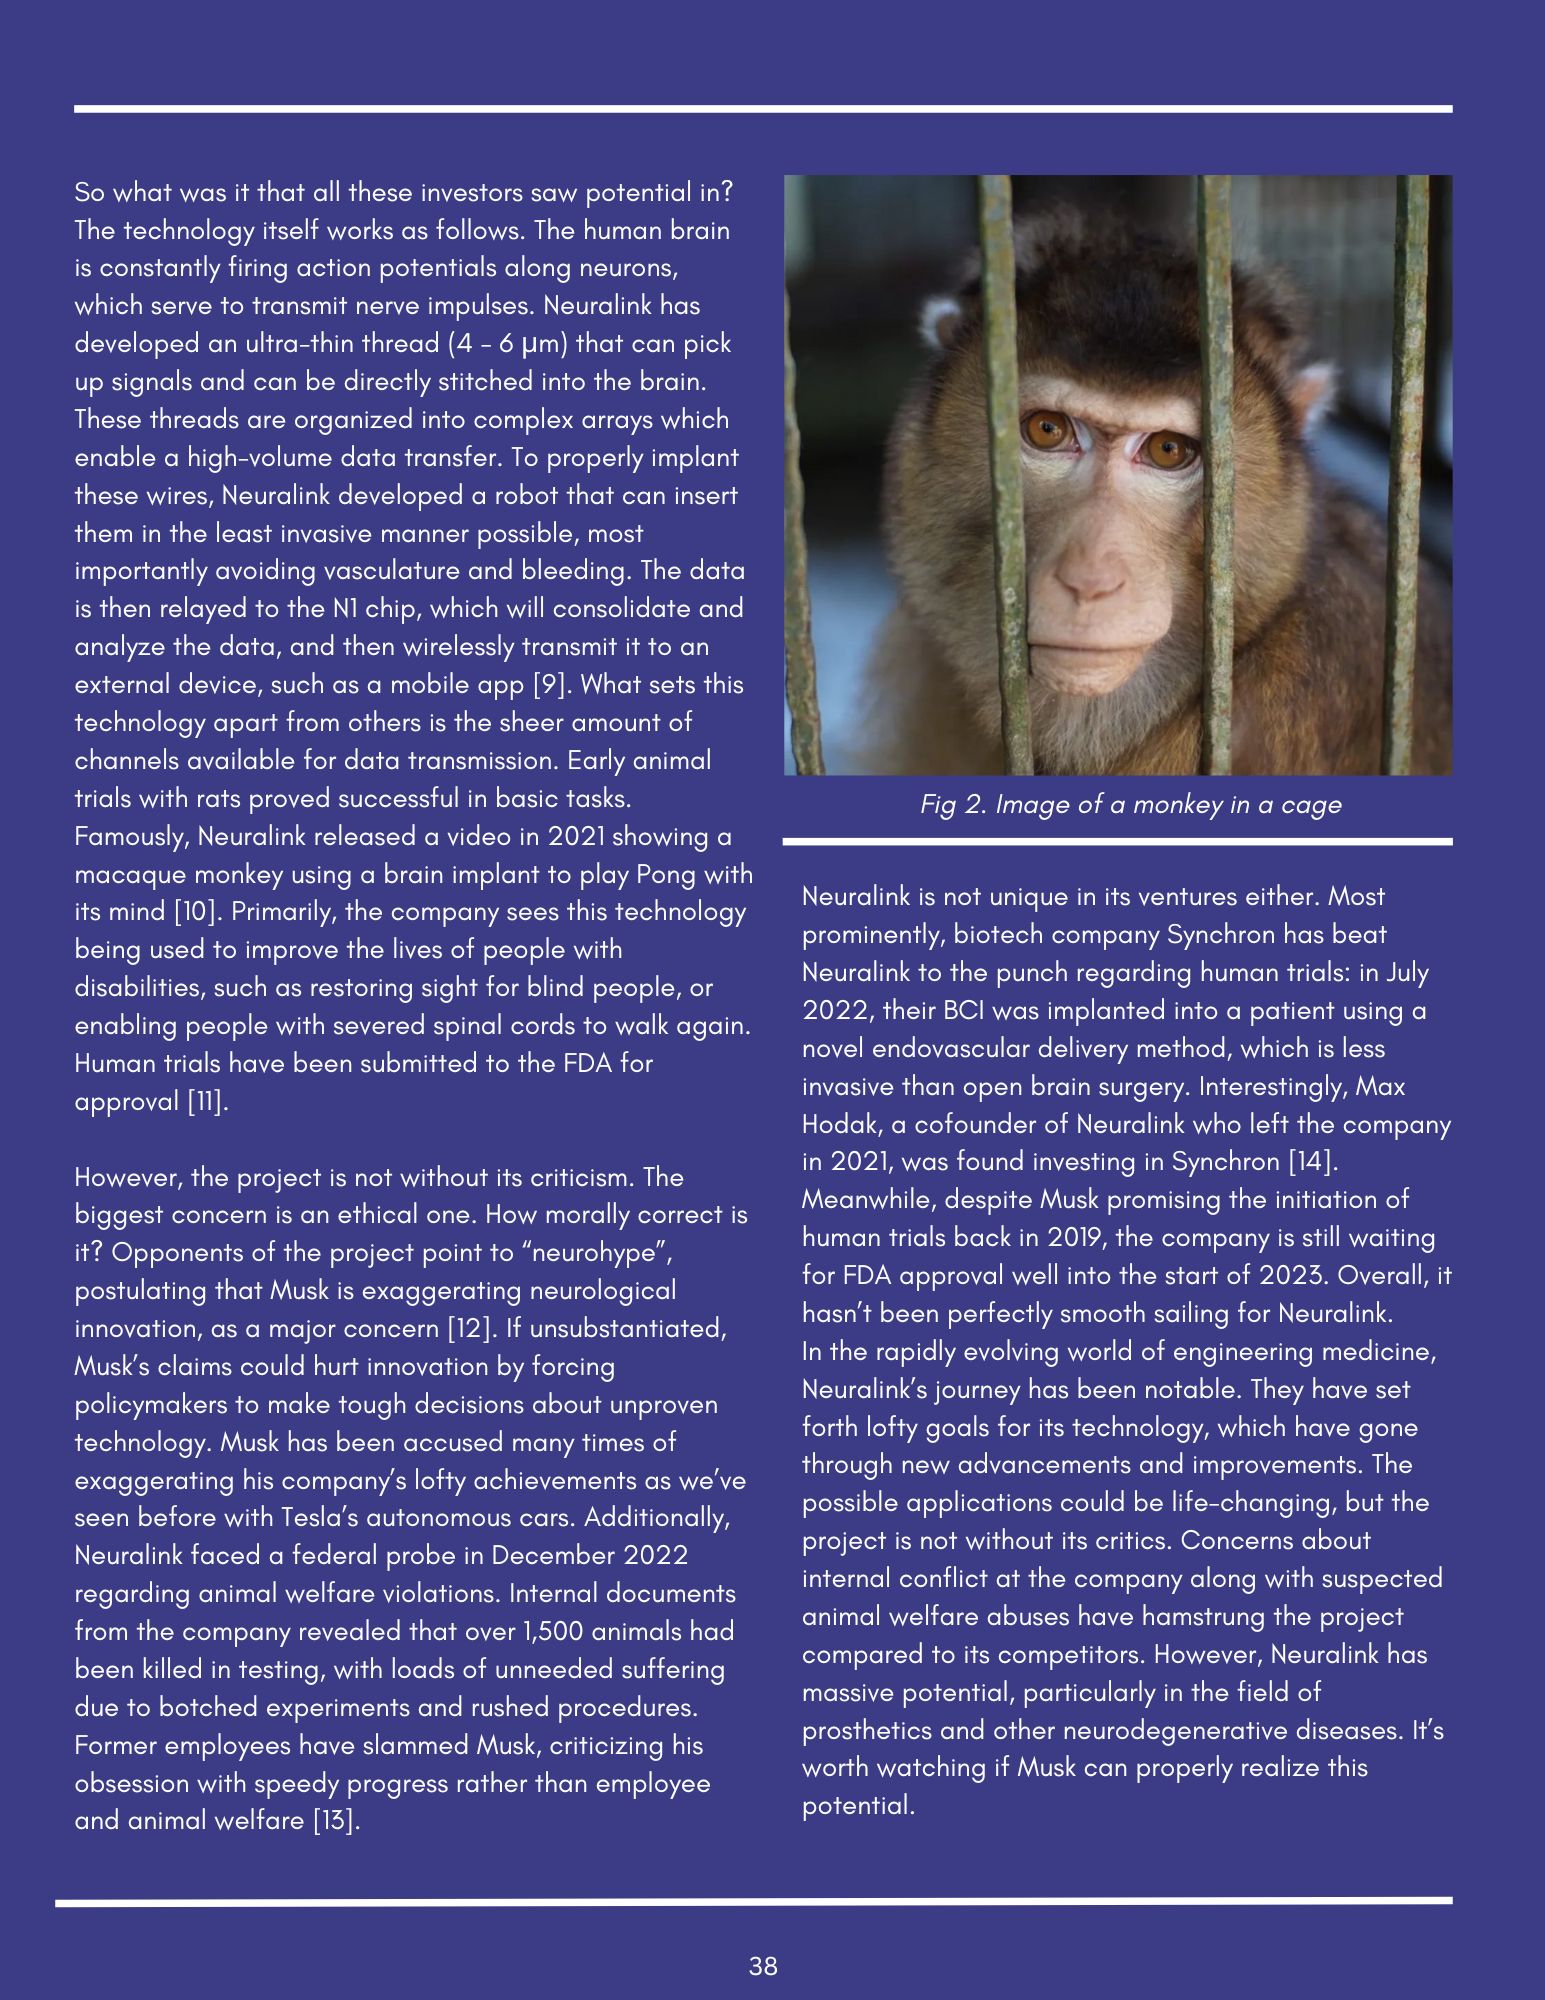 So what was it that all these investors saw potential in?
The technology itself works as follows. The human brain
is constantly firing action potentials along neurons,
which serve to transmit nerve impulses. Neuralink has
developed an ultra-thin thread (4 - 6 μm) that can pick
up signals and can be directly stitched into the brain.
These threads are organized into complex arrays which
enable a high-volume data transfer. To properly implant
these wires, Neuralink developed a robot that can insert
them in the least invasive manner possible, most
importantly avoiding vasculature and bleeding. The data
is then relayed to the N1 chip, which will consolidate and
analyze the data, and then wirelessly transmit it to an
external device, such as a mobile app [9]. What sets this
technology apart from others is the sheer amount of
channels available for data transmission. Early animal
trials with rats proved successful in basic tasks.
Famously, Neuralink released a video in 2021 showing a
macaque monkey using a brain implant to play Pong with
its mind [10]. Primarily, the company sees this technology
being used to improve the lives of people with
disabilities, such as restoring sight for blind people, or
enabling people with severed spinal cords to walk again.
Human trials have been submitted to the FDA for
approval [11].
However, the project is not without its criticism. The
biggest concern is an ethical one. How morally correct is
it? Opponents of the project point to “neurohype”,
postulating that Musk is exaggerating neurological
innovation, as a major concern [12]. If unsubstantiated,
Musk’s claims could hurt innovation by forcing
policymakers to make tough decisions about unproven
technology. Musk has been accused many times of
exaggerating his company’s lofty achievements as we’ve
seen before with Tesla’s autonomous cars. Additionally,
Neuralink faced a federal probe in December 2022
regarding animal welfare violations. Internal documents
from the company revealed that over 1,500 animals had
been killed in testing, with loads of unneeded suffering
due to botched experiments and rushed procedures.
Former employees have slammed Musk, criticizing his
obsession with speedy progress rather than employee
and animal welfare [13].
Fig 2. Image of a monkey in a cage
Neuralink is not unique in its ventures either. Most
prominently, biotech company Synchron has beat
Neuralink to the punch regarding human trials: in July
2022, their BCI was implanted into a patient using a
novel endovascular delivery method, which is less
invasive than open brain surgery. Interestingly, Max
Hodak, a cofounder of Neuralink who left the company
in 2021, was found investing in Synchron [14].
Meanwhile, despite Musk promising the initiation of
human trials back in 2019, the company is still waiting
for FDA approval well into the start of 2023. Overall, it
hasn’t been perfectly smooth sailing for Neuralink.
In the rapidly evolving world of engineering medicine,
Neuralink’s journey has been notable. They have set
forth lofty goals for its technology, which have gone
through new advancements and improvements. The
possible applications could be life-changing, but the
project is not without its critics. Concerns about
internal conflict at the company along with suspected
animal welfare abuses have hamstrung the project
compared to its competitors. However, Neuralink has
massive potential, particularly in the field of
prosthetics and other neurodegenerative diseases. It’s
worth watching if Musk can properly realize this
potential.
38